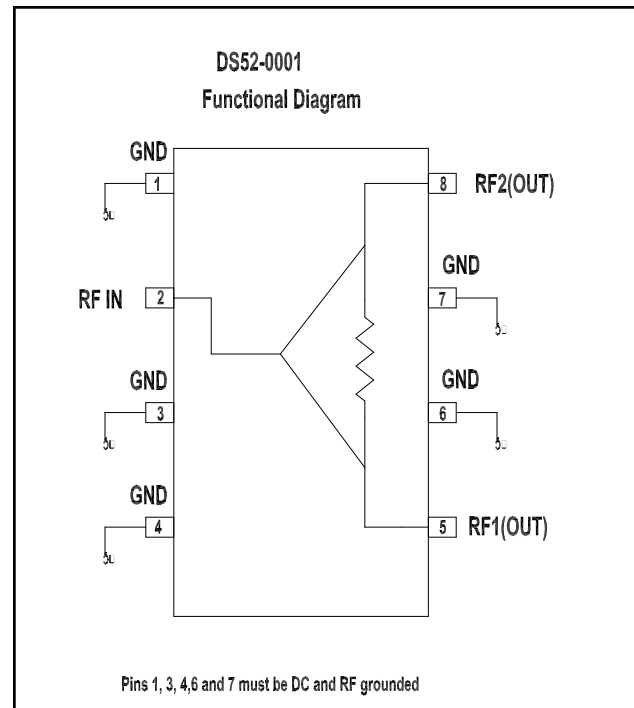 DS52-0001
Functional Diagram
GND
1
8
RF2(OUT)
RF IN
2
GND
7
GND
3
GND
6
GND
4
5
RF1(OUT)
Pins 1, 3, 4,6 and 7 must be DC and RF grounded